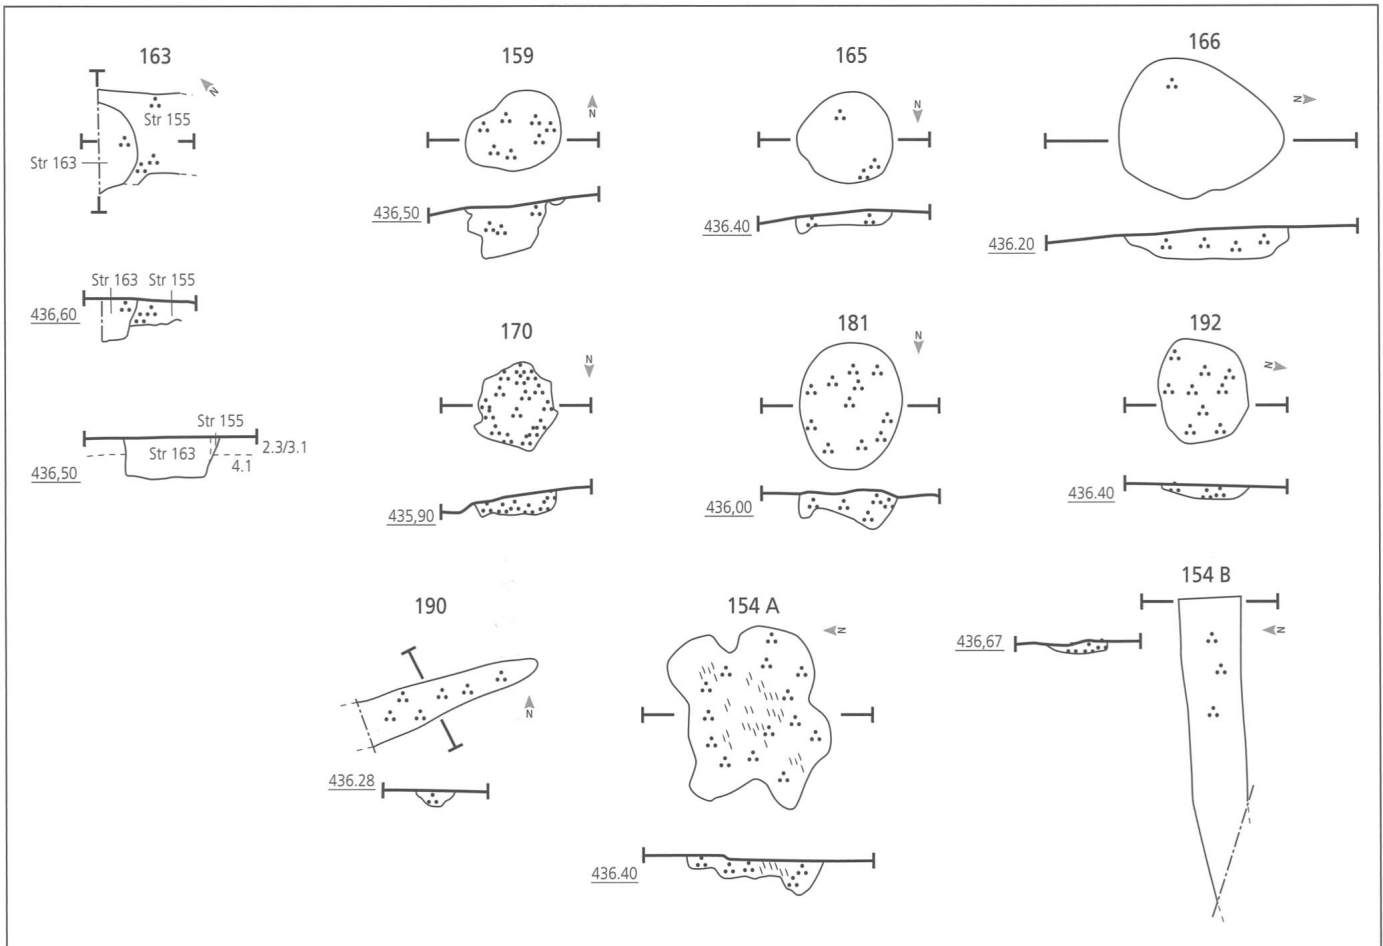 163
N
Str 155
Str 163
Str 163
Str 155
436,60
Str 155
Str 163
2.3/3.1
4.1
436,50
159
N
436,50
165
N
436.40
166
N
436.20
170
N
435,90
181
N
436,00
192
N
436.40
190
N
436.28
154 A
N
436.40
154 B
N
436,67